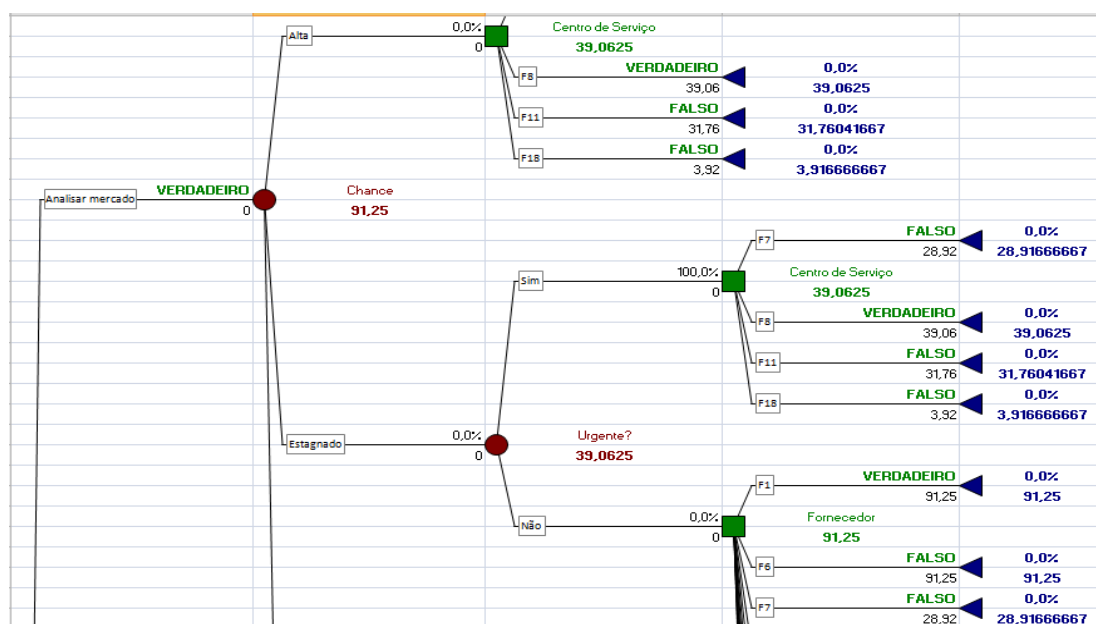 0,0%
Centro de Serviço
Alta
0
39,0625
VERDADEIRO
0,0%
F8
39,06
39,0625
FALSO
0,0%
F11
31,76
31,76041667
FALSO
0,0%
F18
3,92
3,916666667
VERDADEIRO
Chance
Analisar mercado
0
91,25
FALSO
0,0%
F7
28,92
28,91666667
100,0%
Centro de Serviço
Sim
0
39,0625
VERDADEIRO
0,0%
F8
39,06
39,0625
FALSO
0,0%
F11
31,76
31,76041667
FALSO
0,0%
F18
3,92
3,916666667
0,0%
Urgente?
Estagnado
0
39,0625
VERDADEIRO
0,0%
F1
91,25
91,25
0,0%
Fornecedor
Não
0
91,25
FALSO
0,0%
F6
91,25
91,25
FALSO
0,0%
F7
28,92
28,91666667